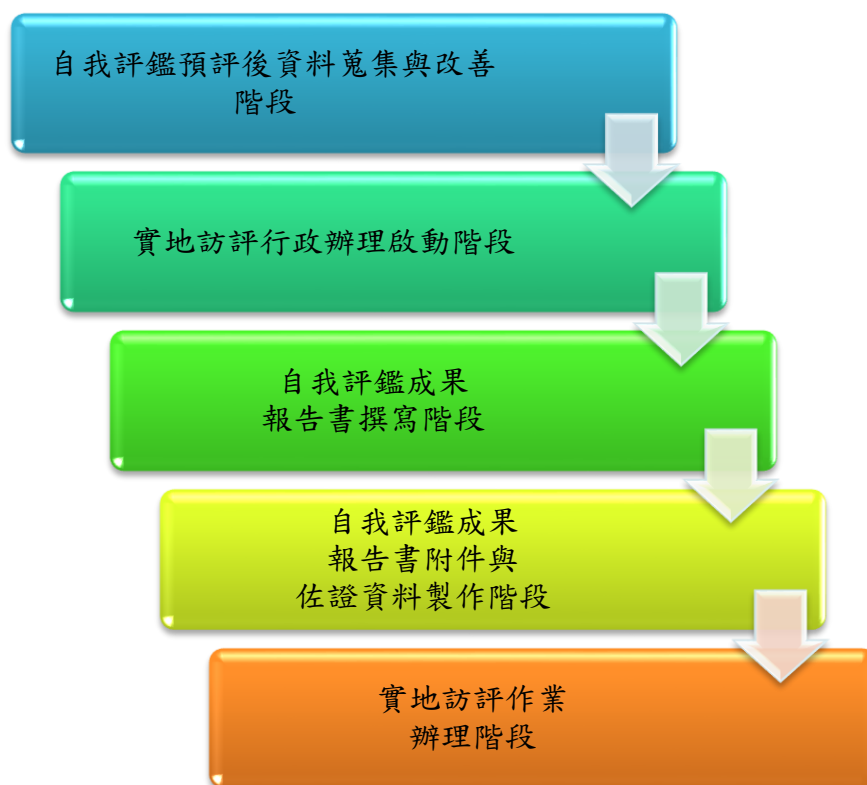 自我評鑑預評後資料蒐集與改善
階段
實地訪評行政辦理啟動階段
自我評鑑成果
報告書撰寫階段
自我評鑑成果
報告書附件與
佐證資料製作階段
實地訪評作業
辦理階段